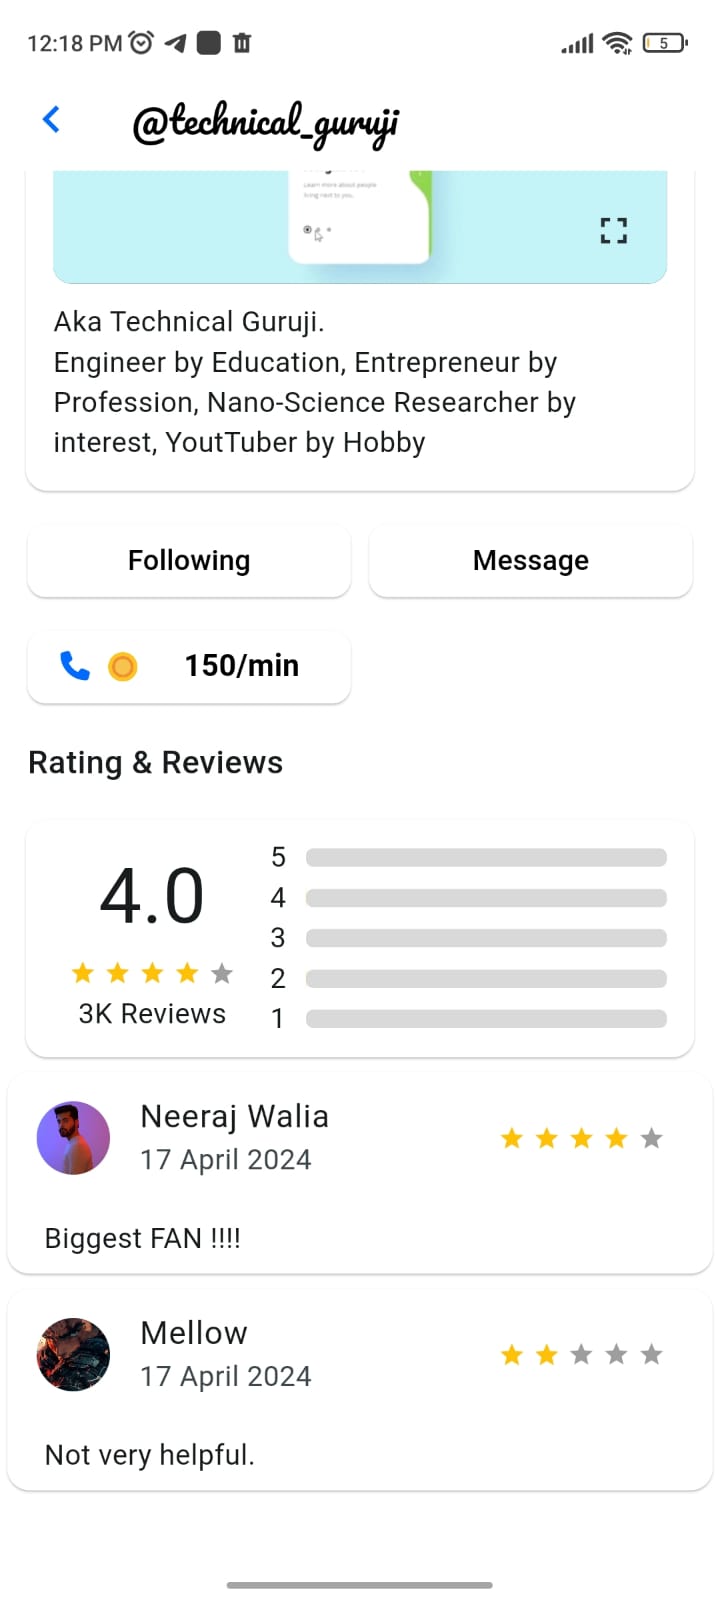 12:18 PM
5
@technical_guruji
Learn more about people
living next to you.
Aka Technical Guruji.
Engineer by Education, Entrepreneur by
Profession, Nano-Science Researcher by
interest, YoutTuber by Hobby
Following
Message
150/min
Rating & Reviews
4.0
3K Reviews
5
4
3
2
1
Neeraj Walia
17 April 2024
Biggest FAN !!!!
Mellow
17 April 2024
Not very helpful.